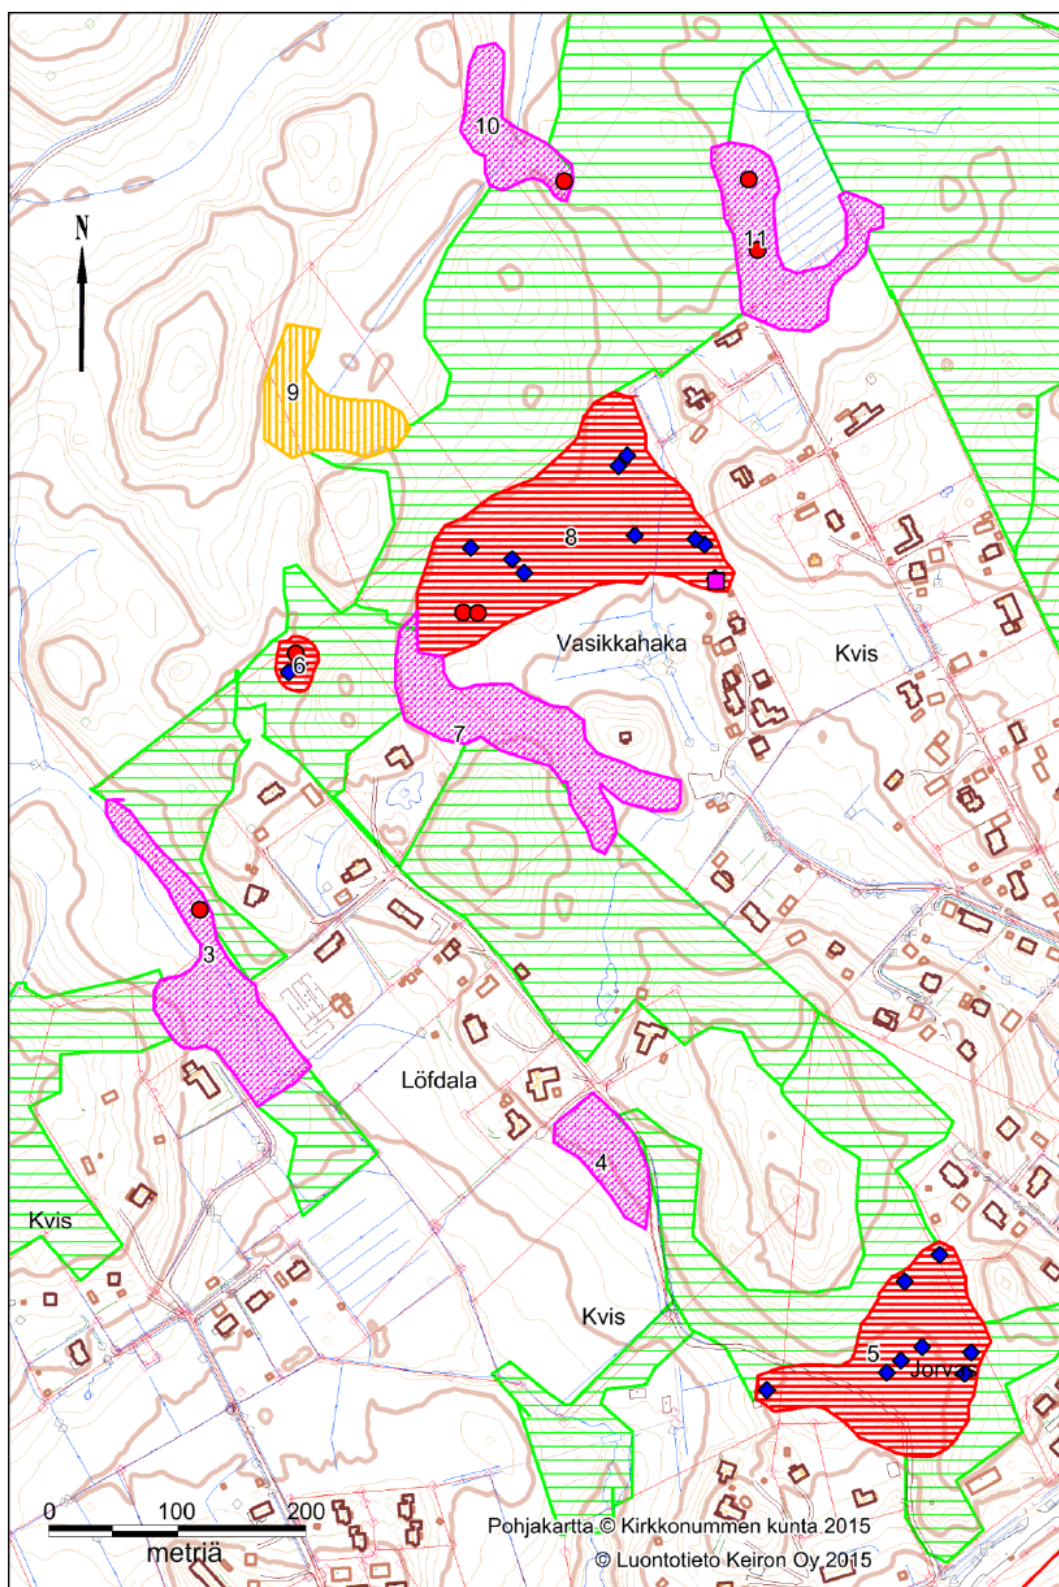 10
N
11
9
8
Vasikkahaka
Kvis
6
7
3
Löfdala
4
Kvis
Kvis
5
Jorvas
0 100 200
metriä
Pohjakartta © Kirkkonummen kunta 2015
© Luontotieto Keiron Oy 2015